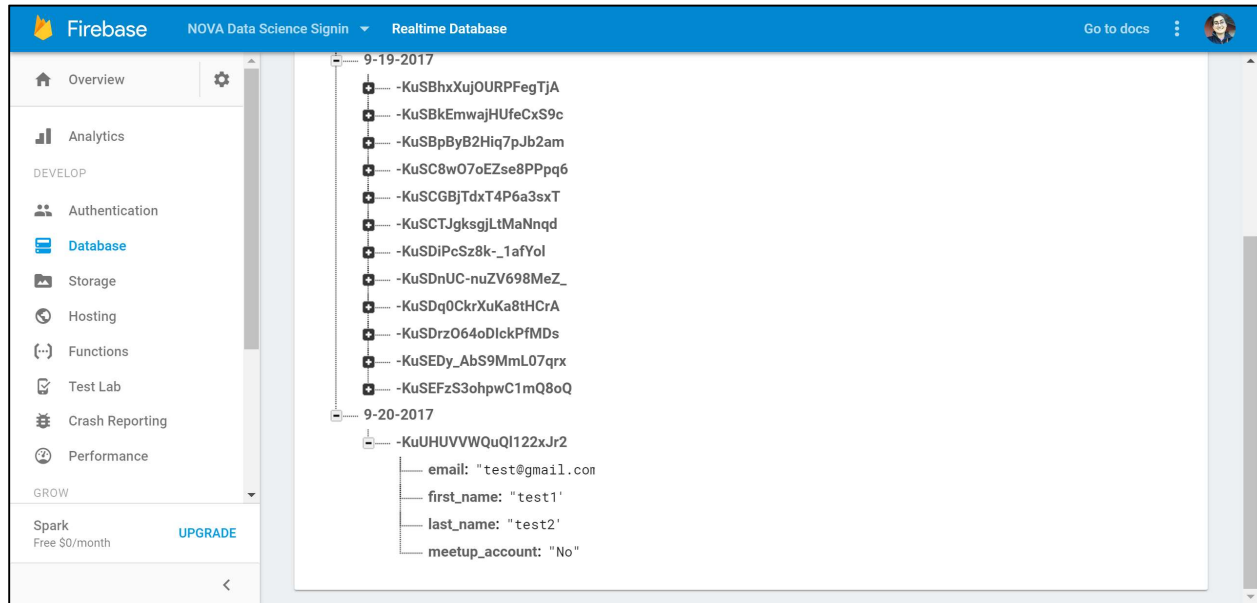 Firebase NOVA Data Science Signin Realtime Database Go to docs
Overview
Analytics
DEVELOP
Authentication
Database
Storage
Hosting
Functions
Test Lab
Crash Reporting
Performance
GROW
Spark
Free $0/month
UPGRADE
9-19-2017
-KuSBhxXujOURPFegTjA
-KuSBkEmwajHUfeCxS9c
-KuSBpByB2Hiq7pJb2am
-KuSC8wO7oEZse8PPpq6
-KuSCGBjTdxT4P6a3sxT
-KuSCTJgksgjLtMaNnqd
-KuSDiPcSz8k-_1afYol
-KuSDnUC-nuZV698MeZ_
-KuSDq0CkrXuKa8tHCrA
-KuSDrzO64oDIckPfMDs
-KuSEDy_AbS9MmL07qrx
-KuSEFzS3ohpwC1mQ8oQ
9-20-2017
-KuUHUVVWQuQl122xJr2
email: "test@gmail.com
first_name: "test1'
last_name: "test2'
meetup_account: "No"